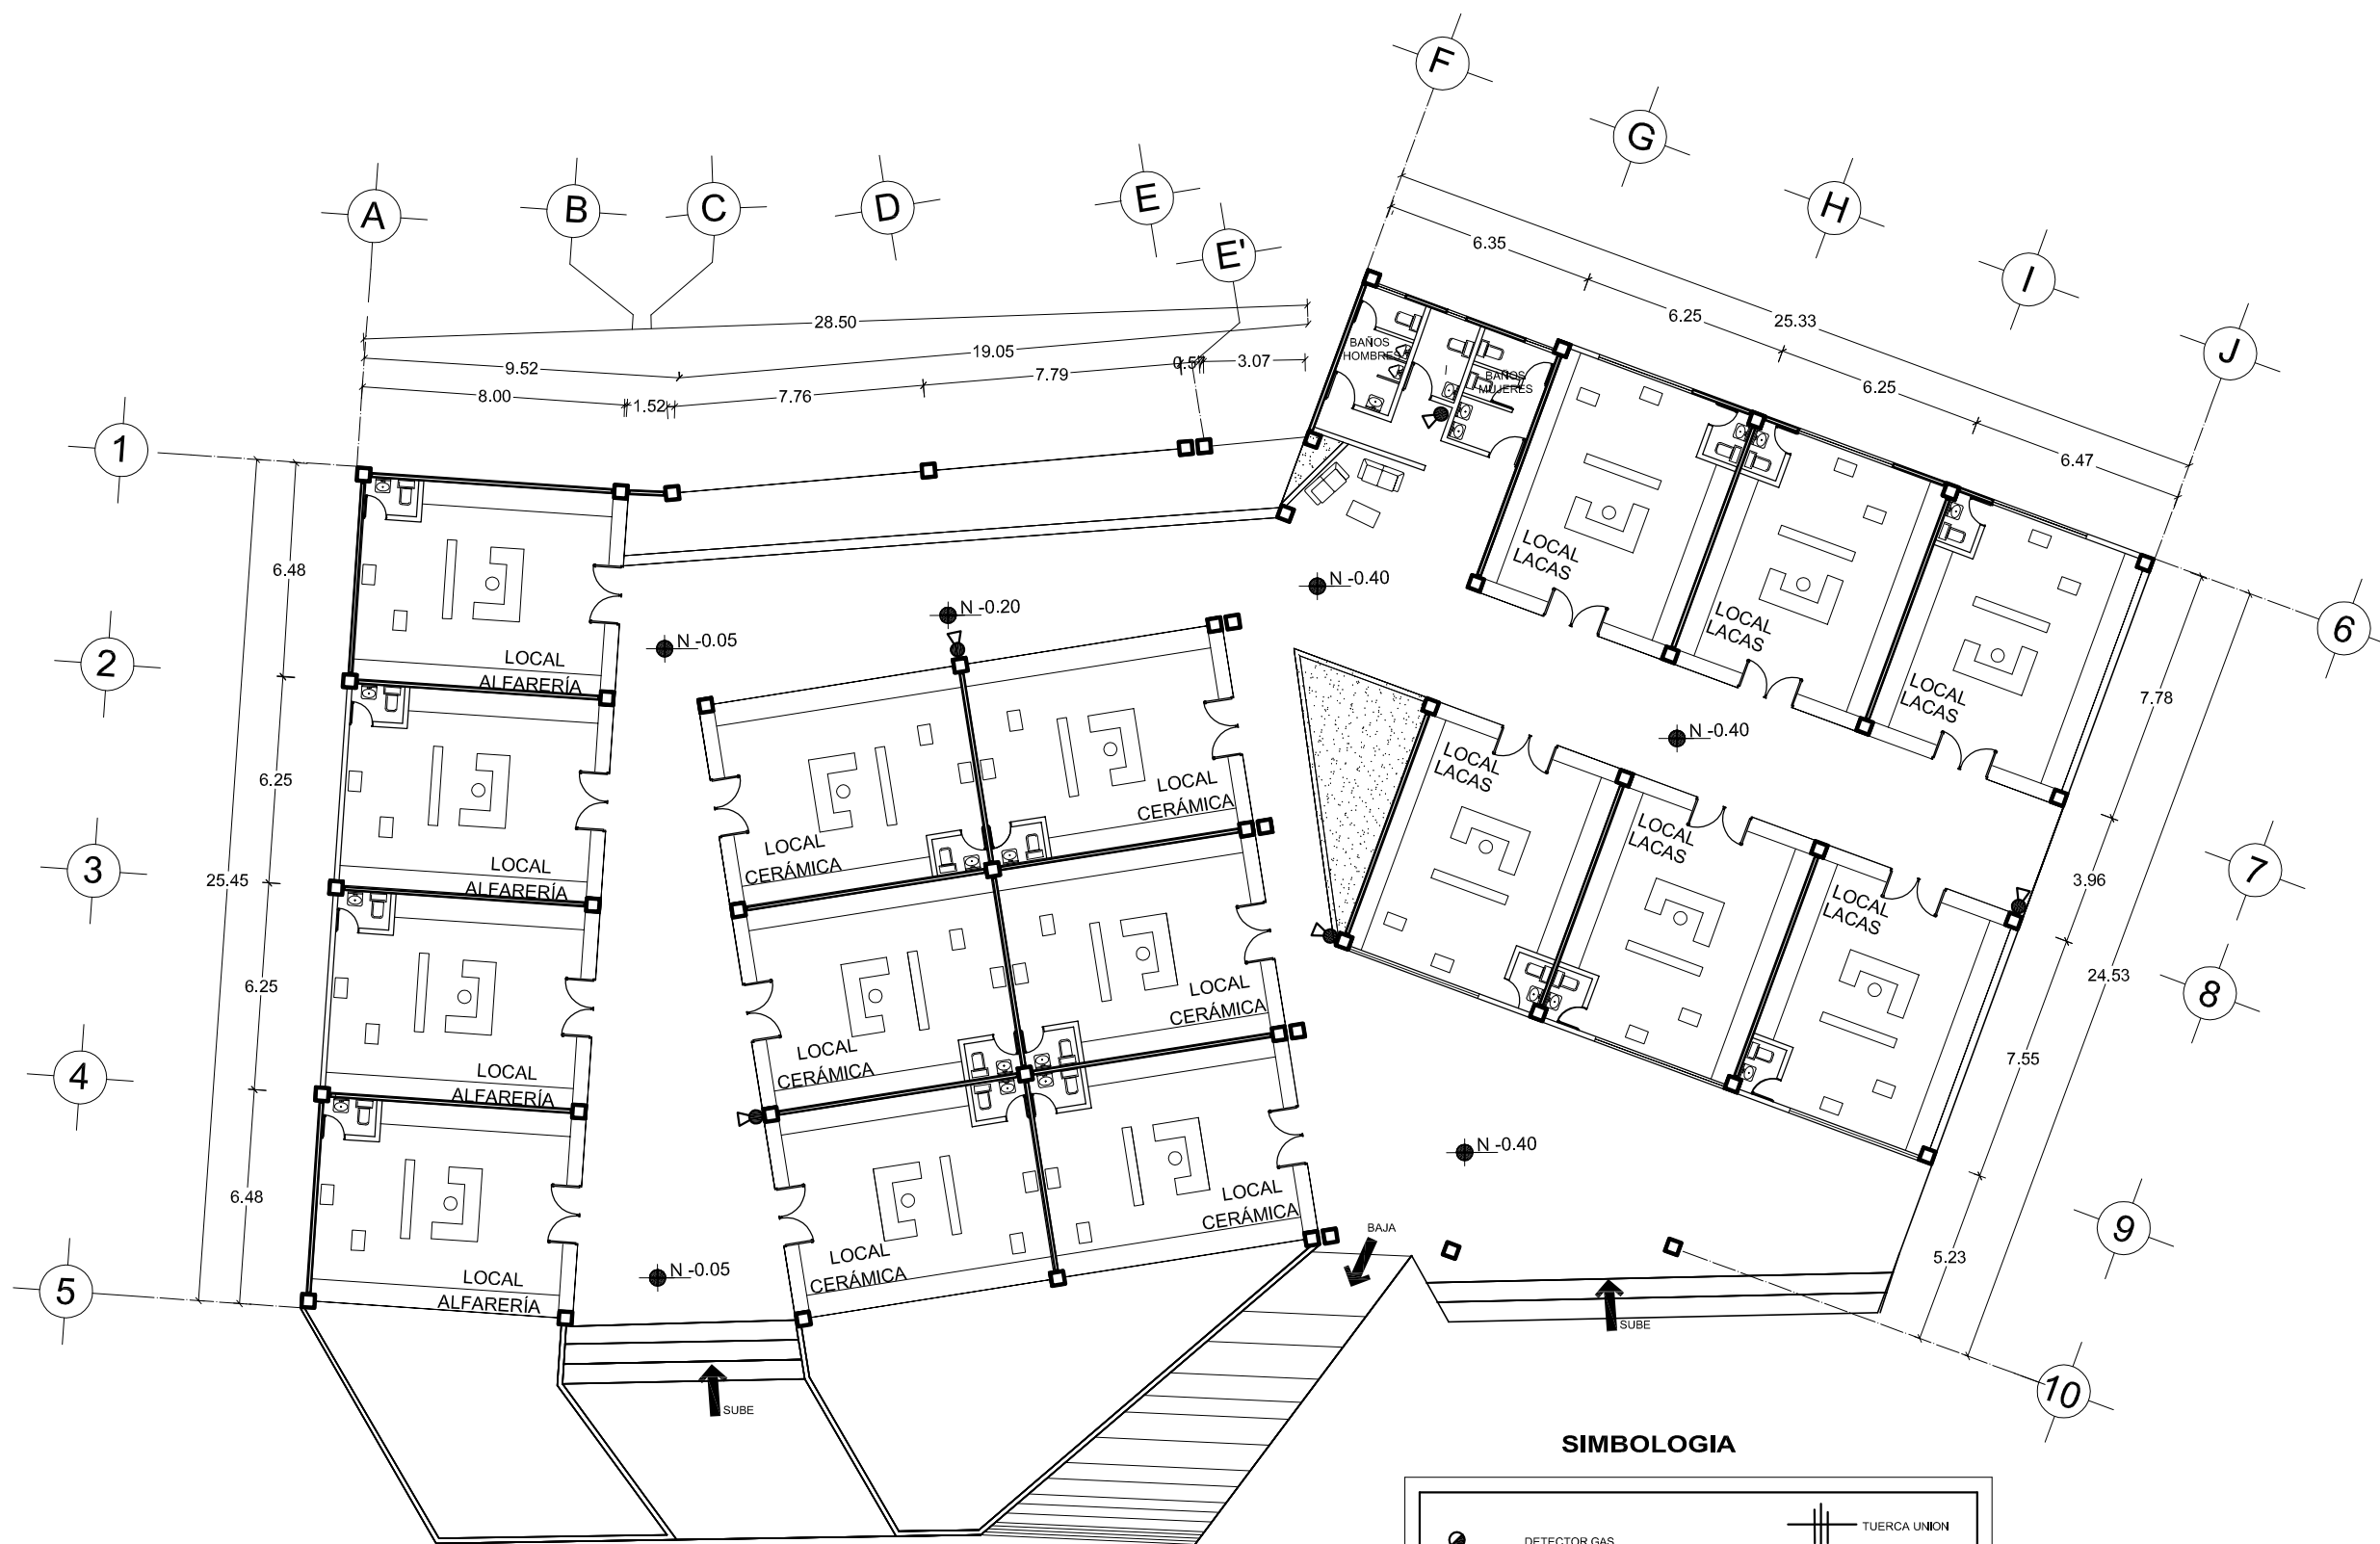 F
G
H
I
J
A
B
C
D
E
E'
6.35
6.25
25.33
6.25
6.47
28.50
19.05
9.52
0.57
3.07
7.79
8.00
1.52
7.76
BAÑOS
HOMBRES
BAÑOS
MUJERES
1
2
3
4
5
6
7
8
9
10
6.48
6.25
25.45
6.25
6.48
7.78
3.96
24.53
7.55
5.23
N -0.05
N -0.20
N -0.40
N -0.40
N -0.40
N -0.05
LOCAL
ALFARERÍA
LOCAL
ALFARERÍA
LOCAL
ALFARERÍA
LOCAL
ALFARERÍA
LOCAL
CERÁMICA
LOCAL
CERÁMICA
LOCAL
CERÁMICA
LOCAL
CERÁMICA
LOCAL
CERÁMICA
LOCAL
CERÁMICA
LOCAL
LACAS
LOCAL
LACAS
LOCAL
LACAS
LOCAL
LACAS
LOCAL
LACAS
LOCAL
LACAS
BAJA
SUBE
SUBE
SIMBOLOGIA
TUERCA UNION
DETECTOR GAS